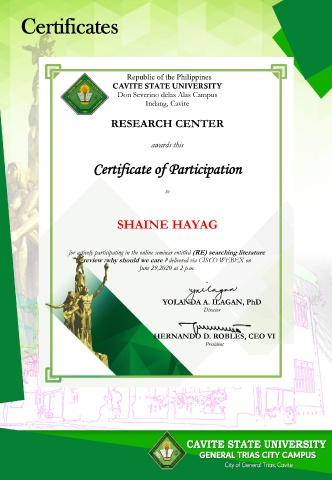 Certificates
Republic of the Philippines
CAVITE STATE UNIVERSITY
Don Severino delas Alas Campus
Indang, Cavite
RESEARCH CENTER
awards this
Certificate of Participation
to
SHAINE HAYAG
for actively participating in the online seminar entitled (RE) searching literature
review :why should we care ? delivered via CISCO WEBEX on
June 29,2020 at 2 p.m
YOLANDA A. ILAGAN, PhD
Director
HERNANDO D. ROBLES, CEO VI
President
CAVITE STATE UNIVERSITY
GENERAL TRIAS CITY CAMPUS
City of General Trias, Cavite